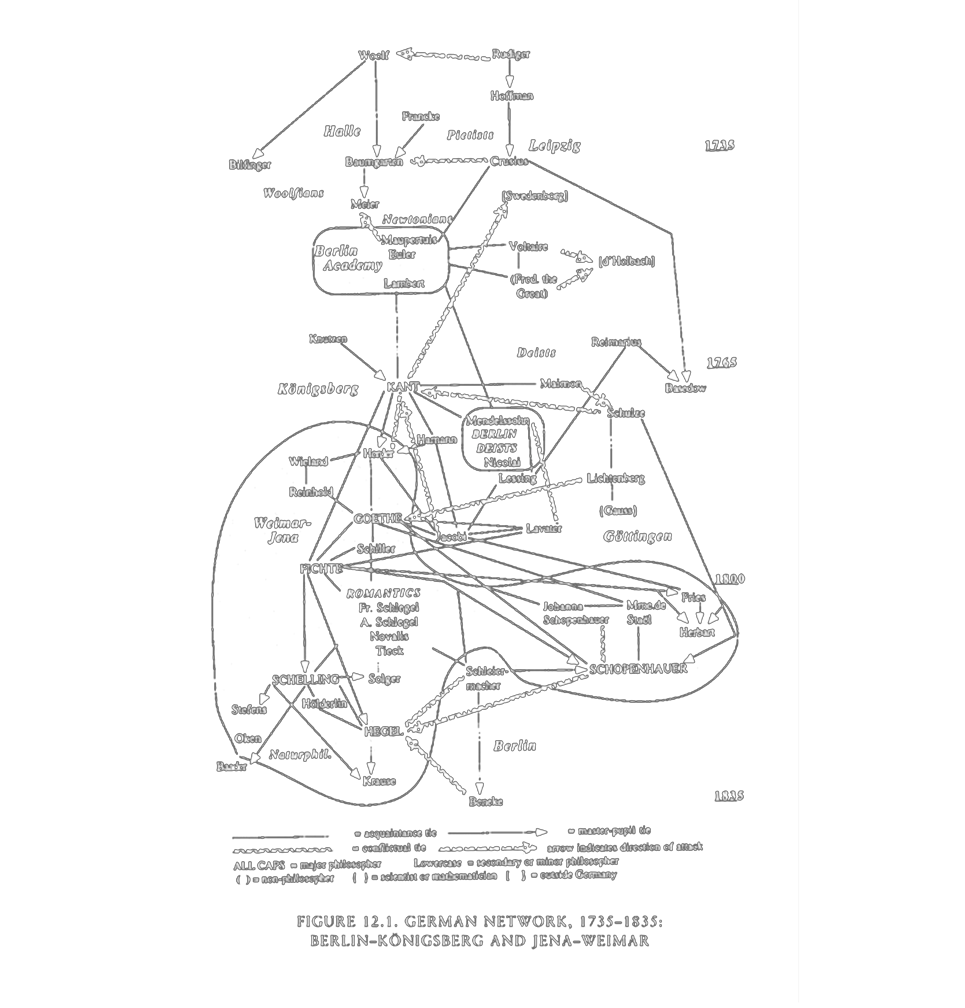 Woolf
Rudiger
Hoffman
Francke
Halle
Pietists
Leipzig
1735
Bilfinger
Baumgarten
Crusius
Woolfians
Meier
[Swedenberg]
Newtonians
Maupertuis
Berlin
Academy
Euler
Voltaire
[d'Holbach]
Lambert
(Fred. the
Great)
Knutzen
Deists
Reimarius
1765
Königsberg
KANT
Maimon
Basedow
Schulze
Mendelssohn
BERLIN
DEISTS
Nicolai
Hamann
Herder
Wieland
Lessing
Lichtenberg
Reinhold
(Gauss)
Weimar-
Jena
GOETHE
Lavater
Jacobi
Göttingen
Schiller
FICHTE
1800
ROMANTICS
Fr. Schlegel
A. Schlegel
Novalis
Tieck
Fries
Johanna
Schopenhauer
Mme.de
Staël
Herbart
SCHOPENHAUER
Schleier-
macher
SCHELLING
Solger
Stefens
Hölderlin
HEGEL
Oken
Naturphil.
Berlin
Baader
Krause
Beneke
1835
= acquaintance tie
= master-pupil tie
= conflictual tie
arrow indicates direction of attack
ALL CAPS = major philosopher Lowercase = secondary or minor philosopher
( ) = non-philosopher { } = scientist or mathematician [ ] = outside Germany
FIGURE 12.1. GERMAN NETWORK, 1735–1835:
BERLIN–KÖNIGSBERG AND JENA–WEIMAR